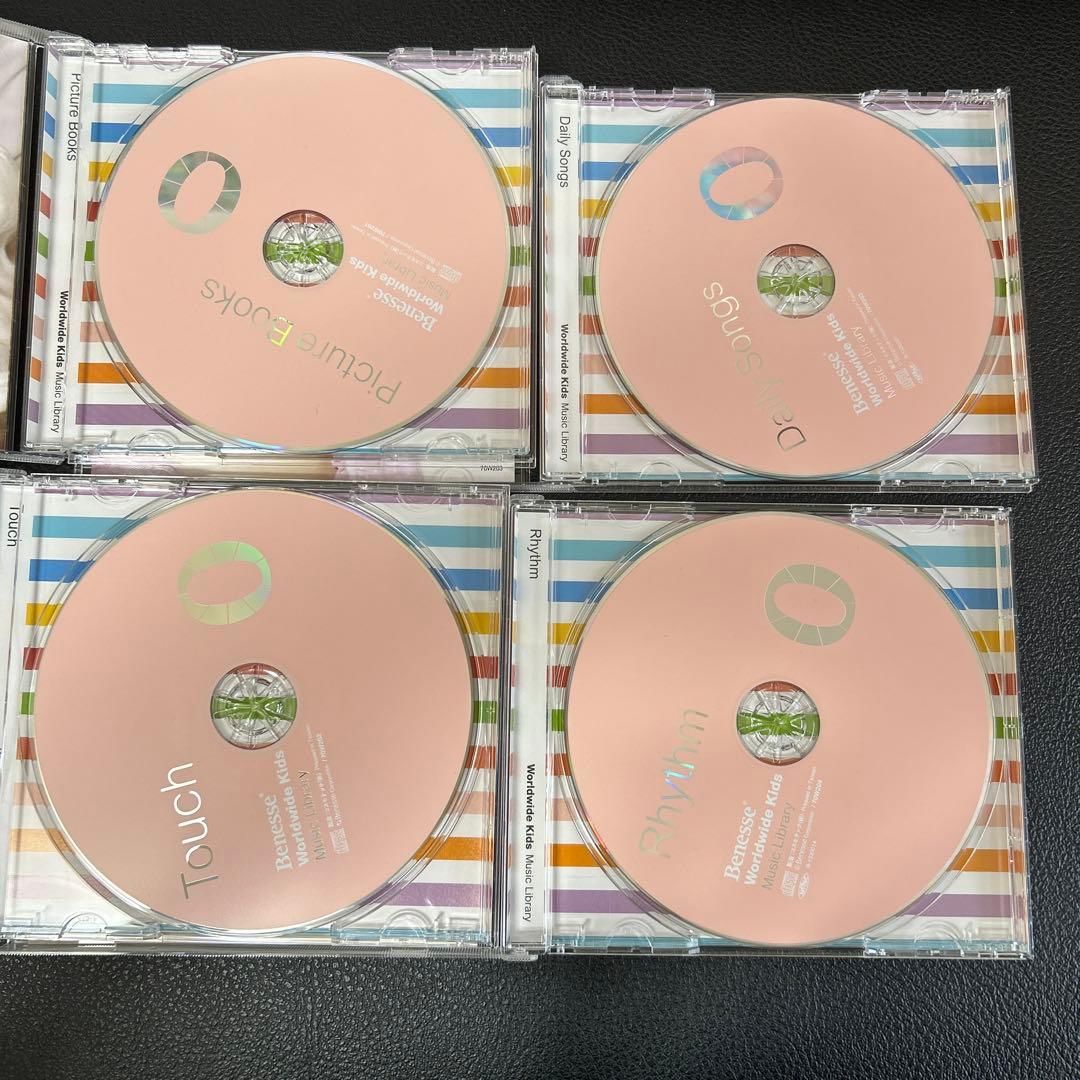 Picture Books
Worldwide Kids Music Library
0
Picture Books
Benesse®
Worldwide Kids
Music Library
Daily Songs
Worldwide Kids Music Library
0
Daily Songs
Benesse®
Worldwide Kids
Music Library
70W203
Touch
0
Touch
Benesse®
Worldwide Kids
Music Library
Rhythm
Worldwide Kids Music Library
0
Rhythm
Benesse®
Worldwide Kids
Music Library